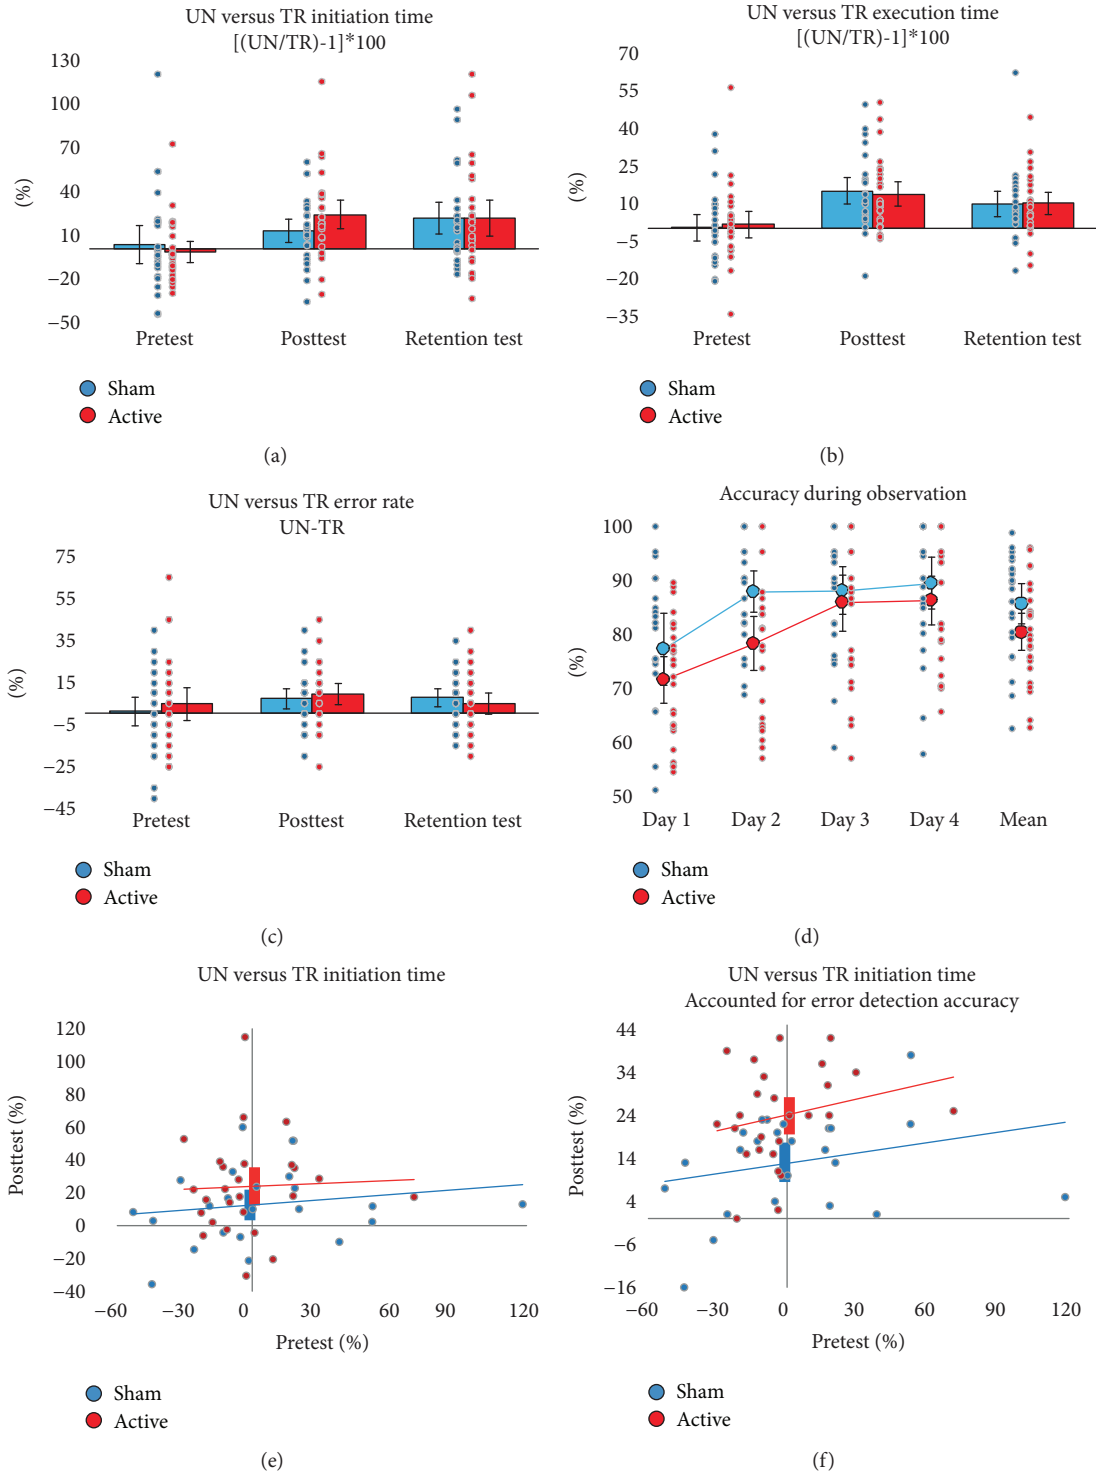 UN versus TR initiation time
[(UN/TR)-1]*100
130
100
70
40
10
−20
−50
(%)
Pretest
Posttest
Retention test
Sham
Active
(a)
UN versus TR execution time
[(UN/TR)-1]*100
70
55
40
25
10
−5
−20
−35
(%)
Pretest
Posttest
Retention test
Sham
Active
(b)
UN versus TR error rate
UN-TR
75
55
35
15
−5
−25
−45
(%)
Pretest
Posttest
Retention test
Sham
Active
(c)
Accuracy during observation
100
90
80
70
60
50
(%)
Day 1
Day 2
Day 3
Day 4
Mean
Sham
Active
(d)
UN versus TR initiation time
120
100
80
60
40
20
0
−20
−40
Posttest (%)
−60
−30
0
30
60
90
120
Pretest (%)
Sham
Active
(e)
UN versus TR initiation time
Accounted for error detection accuracy
44
34
24
14
4
−6
−16
Posttest (%)
−60
−30
0
30
60
90
120
Pretest (%)
Sham
Active
(f)